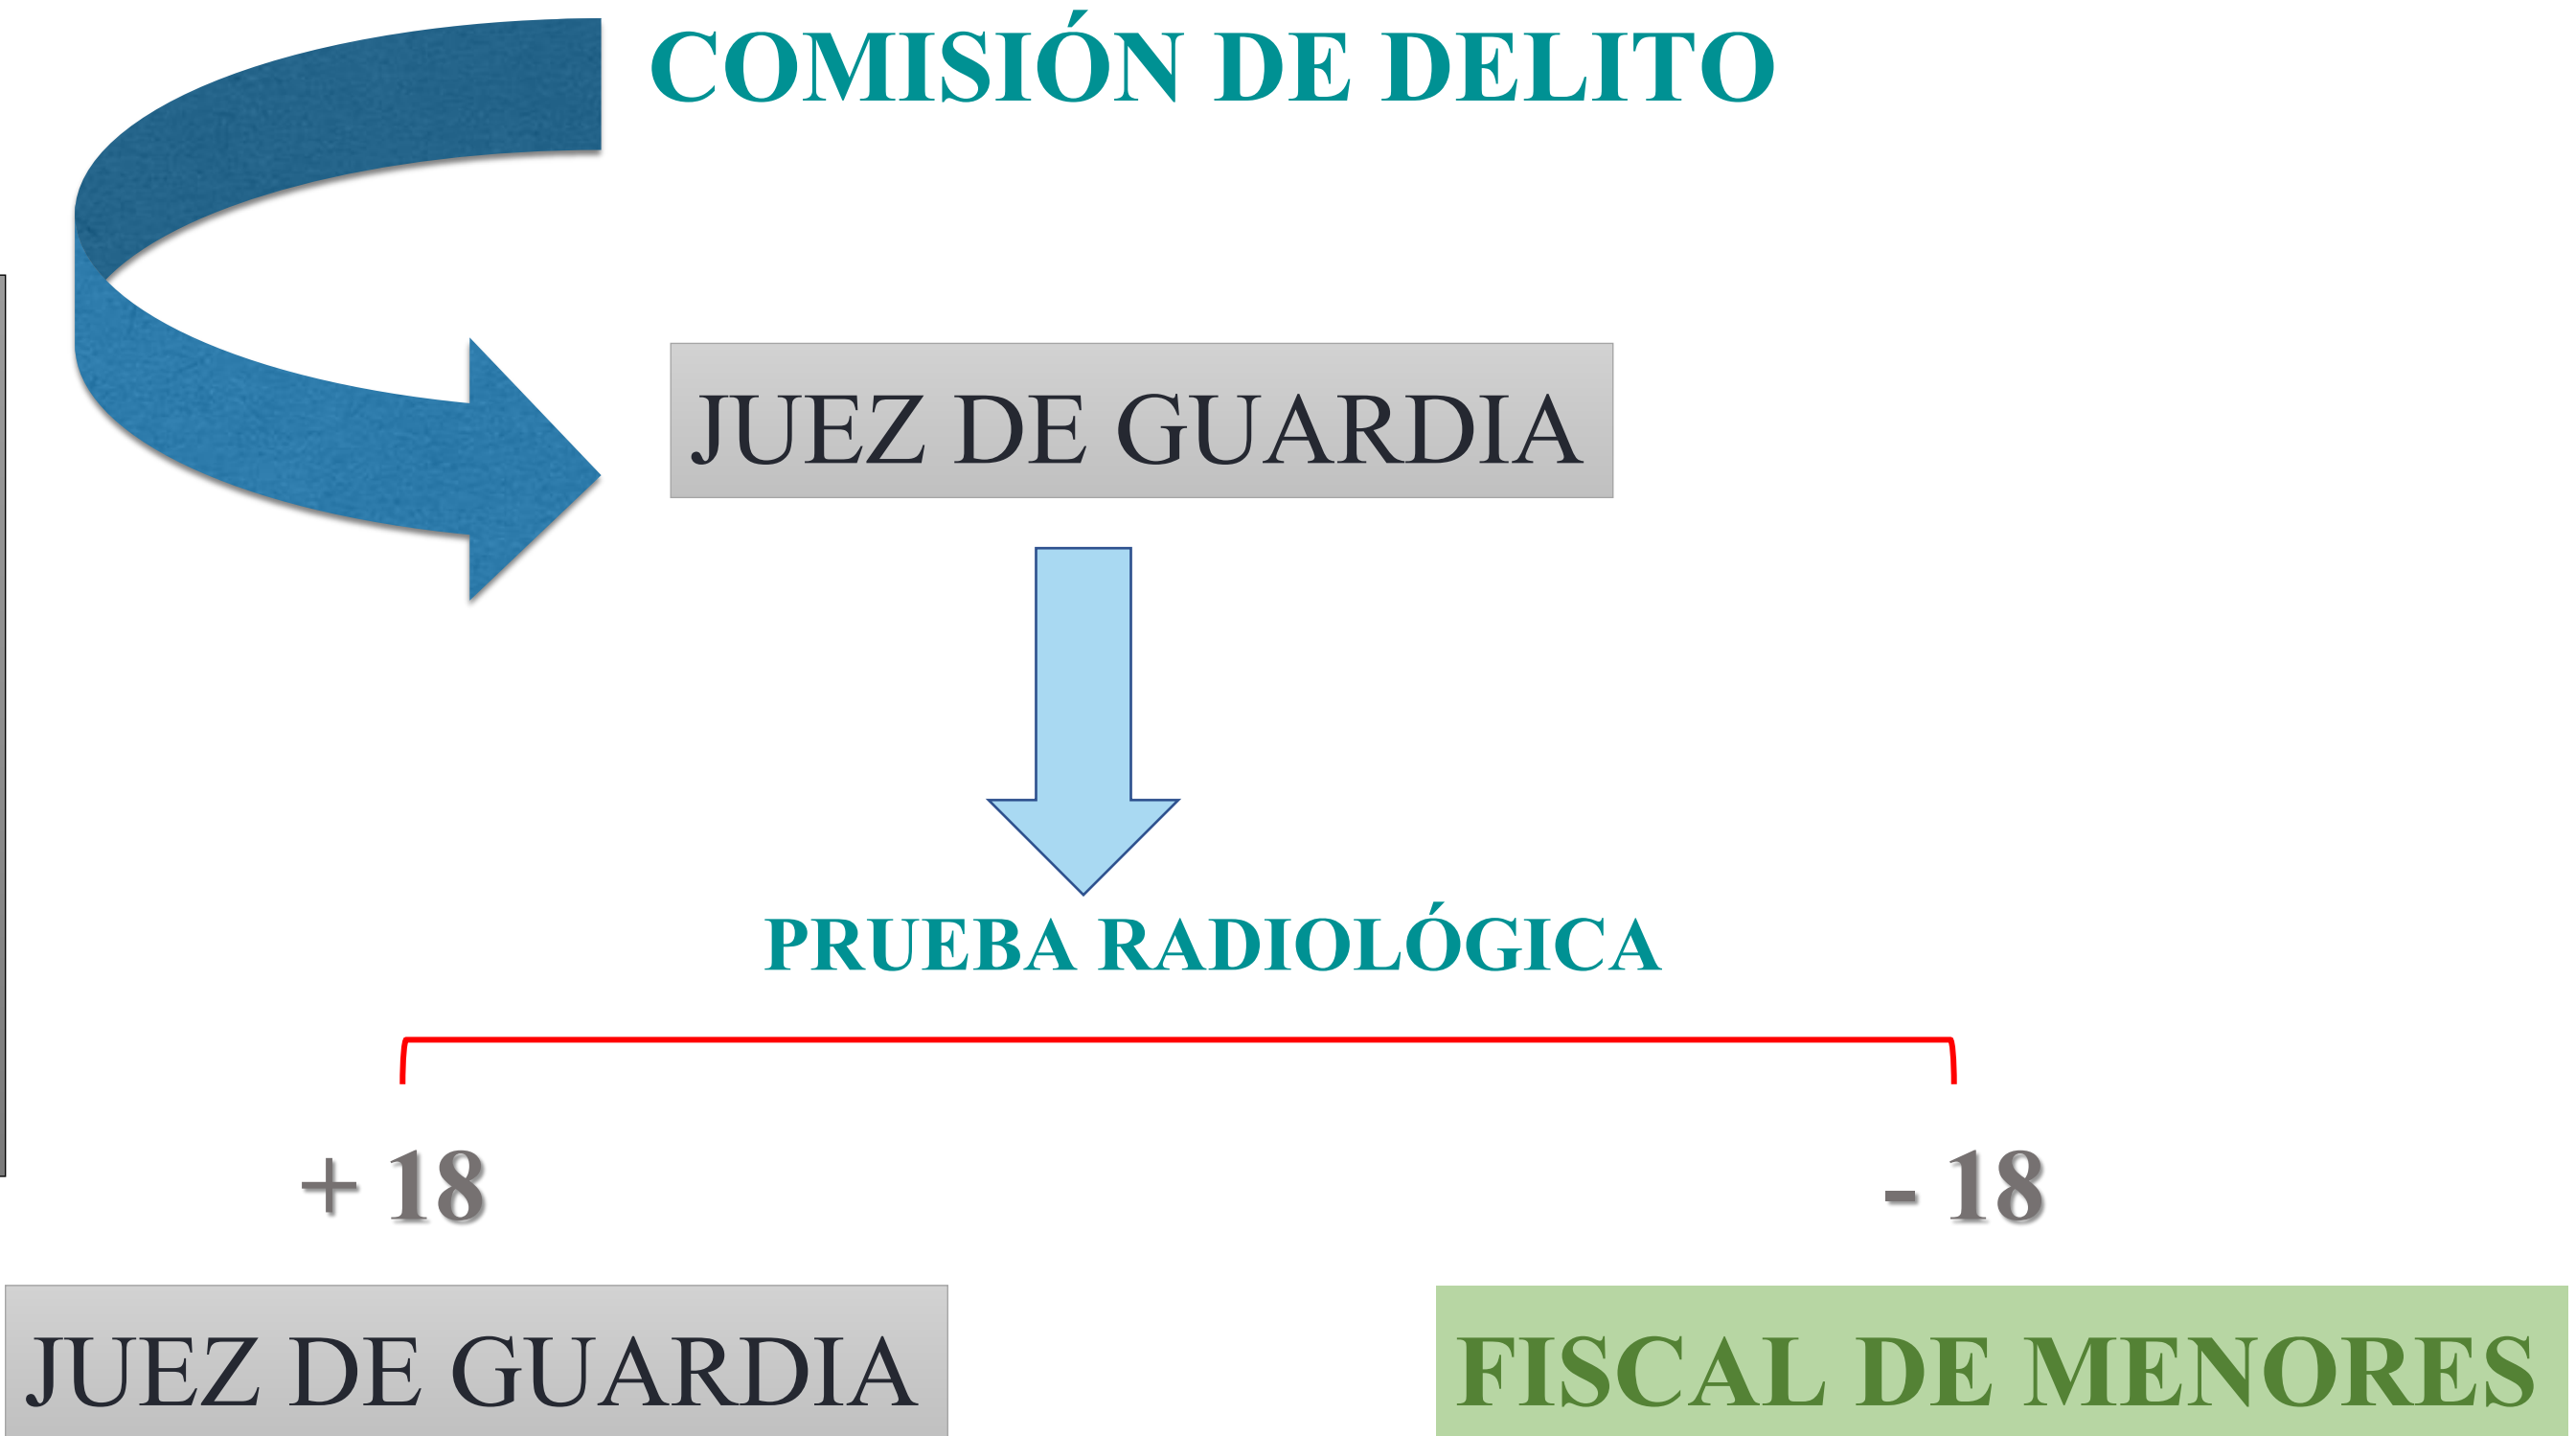 COMISIÓN DE DELITO
JUEZ DE GUARDIA
PRUEBA RADIOLÓGICA
+ 18
- 18
JUEZ DE GUARDIA
FISCAL DE MENORES